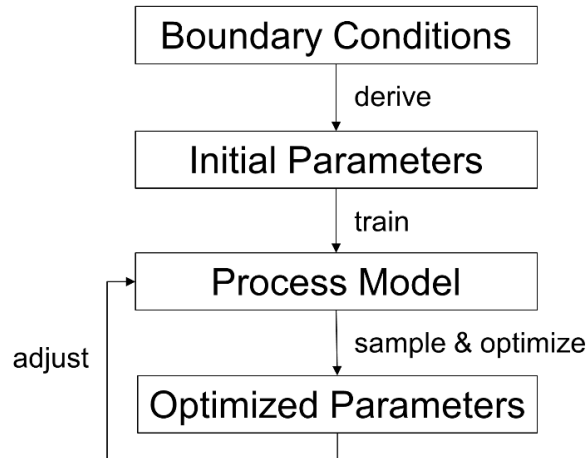 Boundary Conditions
derive
Initial Parameters
train
Process Model
sample & optimize
adjust
Optimized Parameters